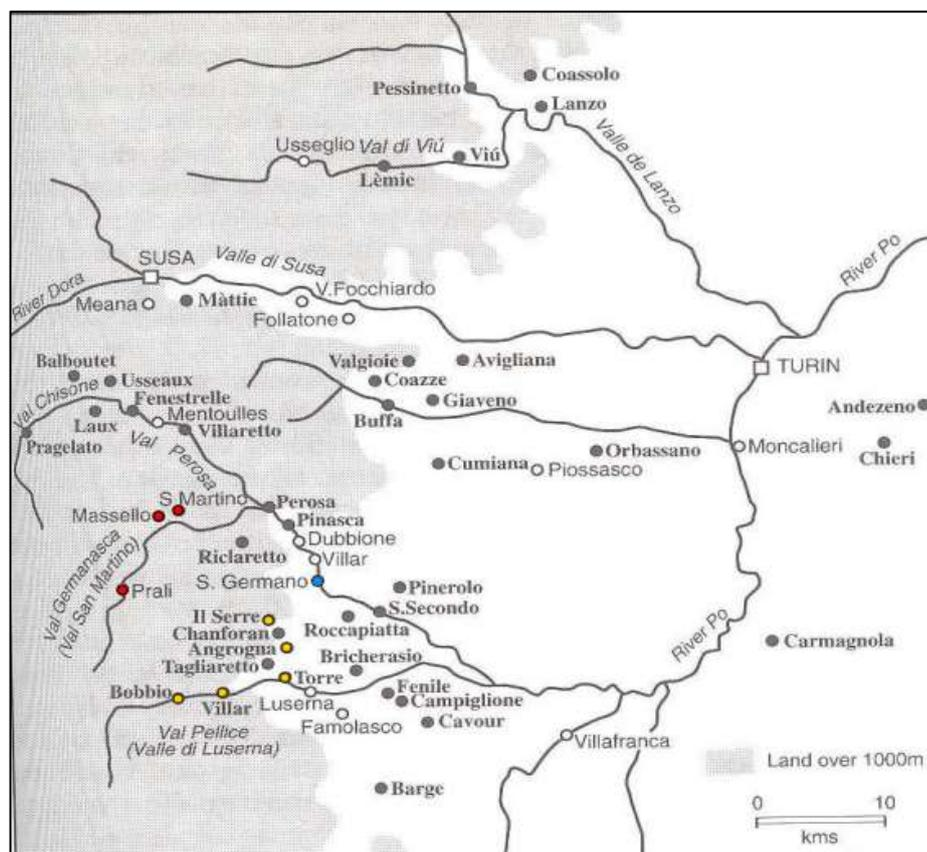 Coassolo
Pessinetto
Lanzo
Usseglio
Val di Viú
Viú
Lèmie
Valle de Lanzo
River Po
SUSA
Valle di Susa
River Dora
Meana
Màttie
V.Focchiardo
Follatone
TURIN
Balboutet
Usseaux
Valgioie
Avigliana
Coazze
Val Chisone
Fenestrelle
Mentoulles
Giaveno
Andezeno
Laux
Villaretto
Buffa
Pragelato
Val Perosa
Orbassano
Moncalieri
Chieri
Cumiana
Piossasco
S.Martino
Massello
Perosa
Pinasca
Dubbione
Riclaretto
Villar
Val Germanasca
(Val San Martino)
Prali
S. Germano
Pinerolo
S.Secondo
Il Serre
Roccapiatta
Chanforan
Angrogna
River Po
Carmagnola
Tagliaretto
Bricherasio
Torre
Bobbio
Villar
Luserna
Fenile
Campiglione
Famolasco
Cavour
Val Pellice
(Valle di Luserna)
Villafranca
Land over 1000m
Barge
0 10
kms